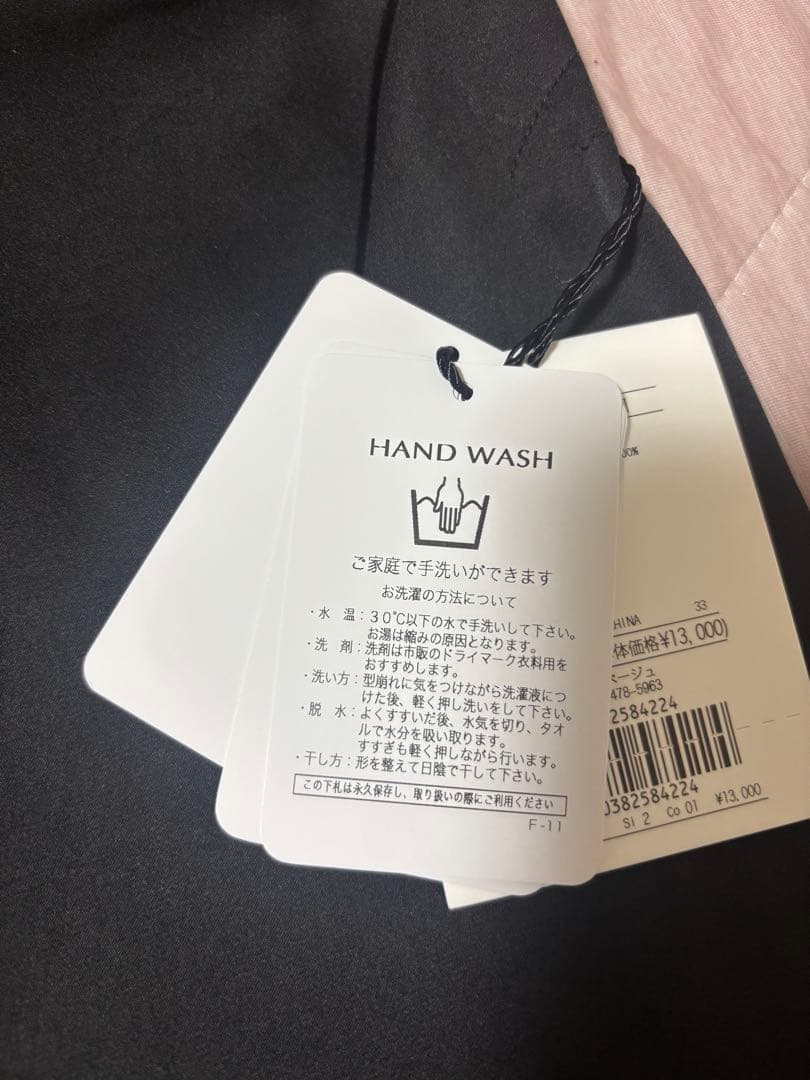 HAND WASH
ご家庭で手洗いができます
お洗濯の方法について
・水 温：30℃以下の水で手洗いして下さい。
お湯は縮みの原因となります。
・洗 剤：洗剤は市販のドライマーク衣料用を
おすすめします。
・洗い方：型崩れに気をつけながら洗濯液につ
けた後、軽く押し洗いをして下さい。
・脱 水：よくすすいだ後、水気を切り、タオ
ルで水分を吸い取ります。
すすぎも軽く押しながら行います。
・干し方：形を整えて日陰で干して下さい。
この下札は永久保存し、取り扱いの際にご利用ください
F-11
00%
HINA 33
体価格¥13,000)
ベージュ
478-5963
82584224
0382584224
Si 2 Co 01 ¥13,000